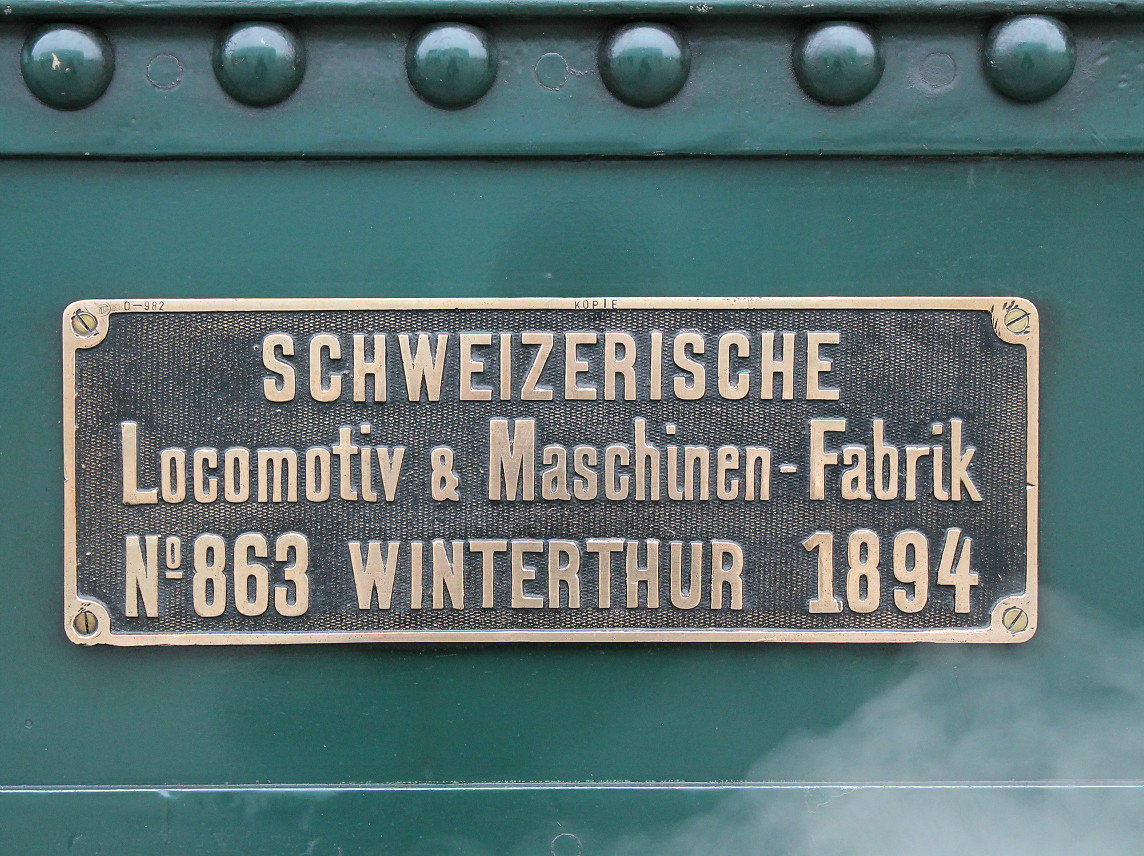 0-982 KOPIE
SCHWEIZERISCHE
Locomotiv & Maschinen-Fabrik
Nº 863 WINTERTHUR 1894